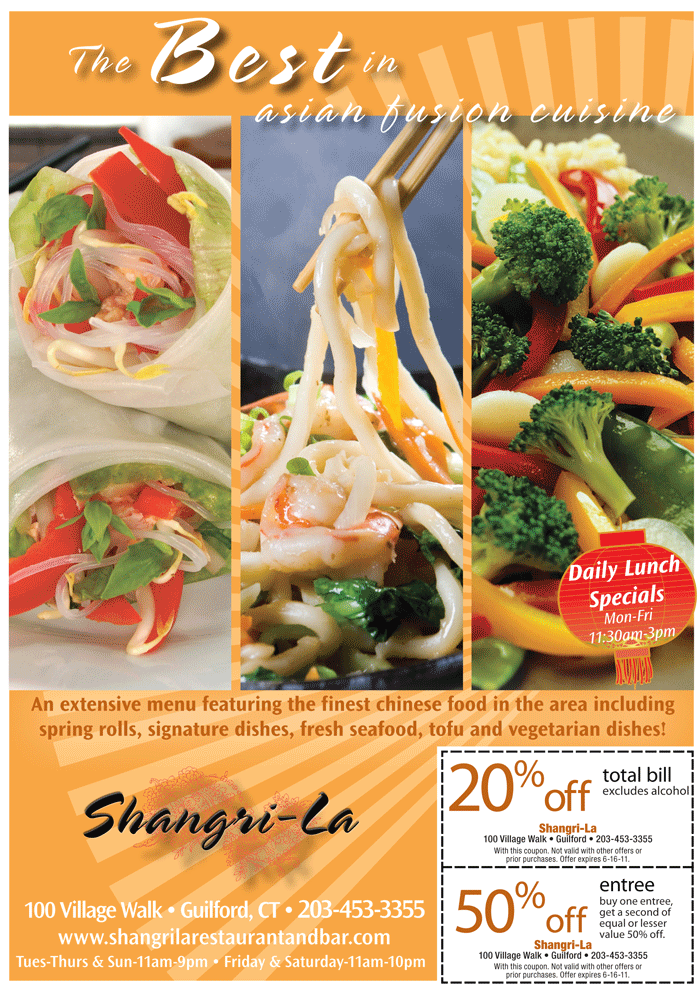 The Best in
asian fusion cuisine
Daily Lunch
Specials
Mon-Fri
11:30am-3pm
An extensive menu featuring the finest chinese food in the area including
spring rolls, signature dishes, fresh seafood, tofu and vegetarian dishes!
Shangri-La
100 Village Walk • Guilford, CT • 203-453-3355
www.shangrilarestaurantandbar.com
Tues-Thurs & Sun-11am-9pm • Friday & Saturday-11am-10pm
20% off total bill
excludes alcohol
Shangri-La
100 Village Walk • Guilford • 203-453-3355
With this coupon. Not valid with other offers or
prior purchases. Offer expires 6-16-11.
50% off entree
buy one entree,
get a second of
equal or lesser
value 50% off.
Shangri-La
100 Village Walk • Guilford • 203-453-3355
With this coupon. Not valid with other offers or
prior purchases. Offer expires 6-16-11.